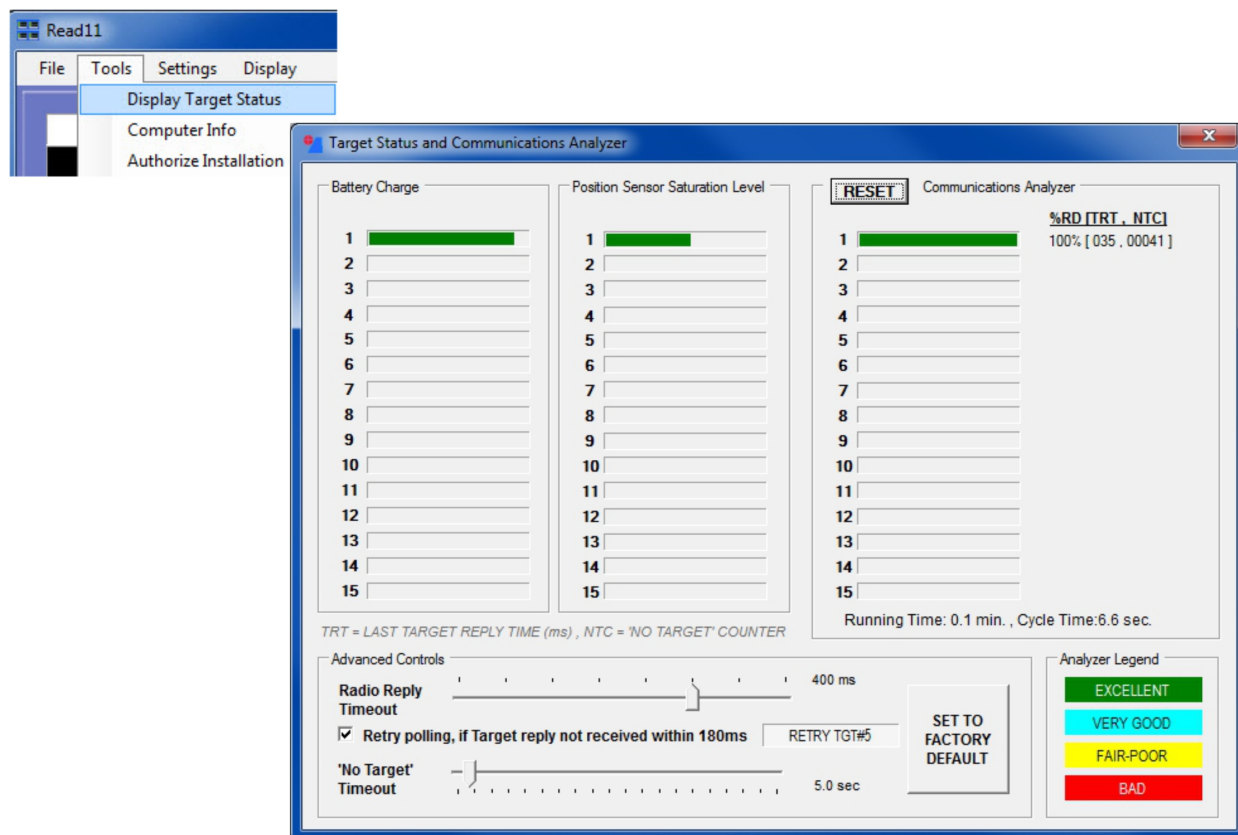 Read11
File Tools Settings Display
Display Target Status
Computer Info
Authorize Installation
Target Status and Communications Analyzer
x
Battery Charge
1
2
3
4
5
6
7
8
9
10
11
12
13
14
15
Position Sensor Saturation Level
1
2
3
4
5
6
7
8
9
10
11
12
13
14
15
RESET Communications Analyzer
%RD [TRT , NTC]
1 100% [ 035 , 00041 ]
2
3
4
5
6
7
8
9
10
11
12
13
14
15
Running Time: 0.1 min. , Cycle Time:6.6 sec.
TRT = LAST TARGET REPLY TIME (ms) , NTC = 'NO TARGET' COUNTER
Advanced Controls
Radio Reply
Timeout
400 ms
Retry polling, if Target reply not received within 180ms RETRY TGT#5
'No Target'
Timeout
5.0 sec
SET TO
FACTORY
DEFAULT
Analyzer Legend
EXCELLENT
VERY GOOD
FAIR-POOR
BAD